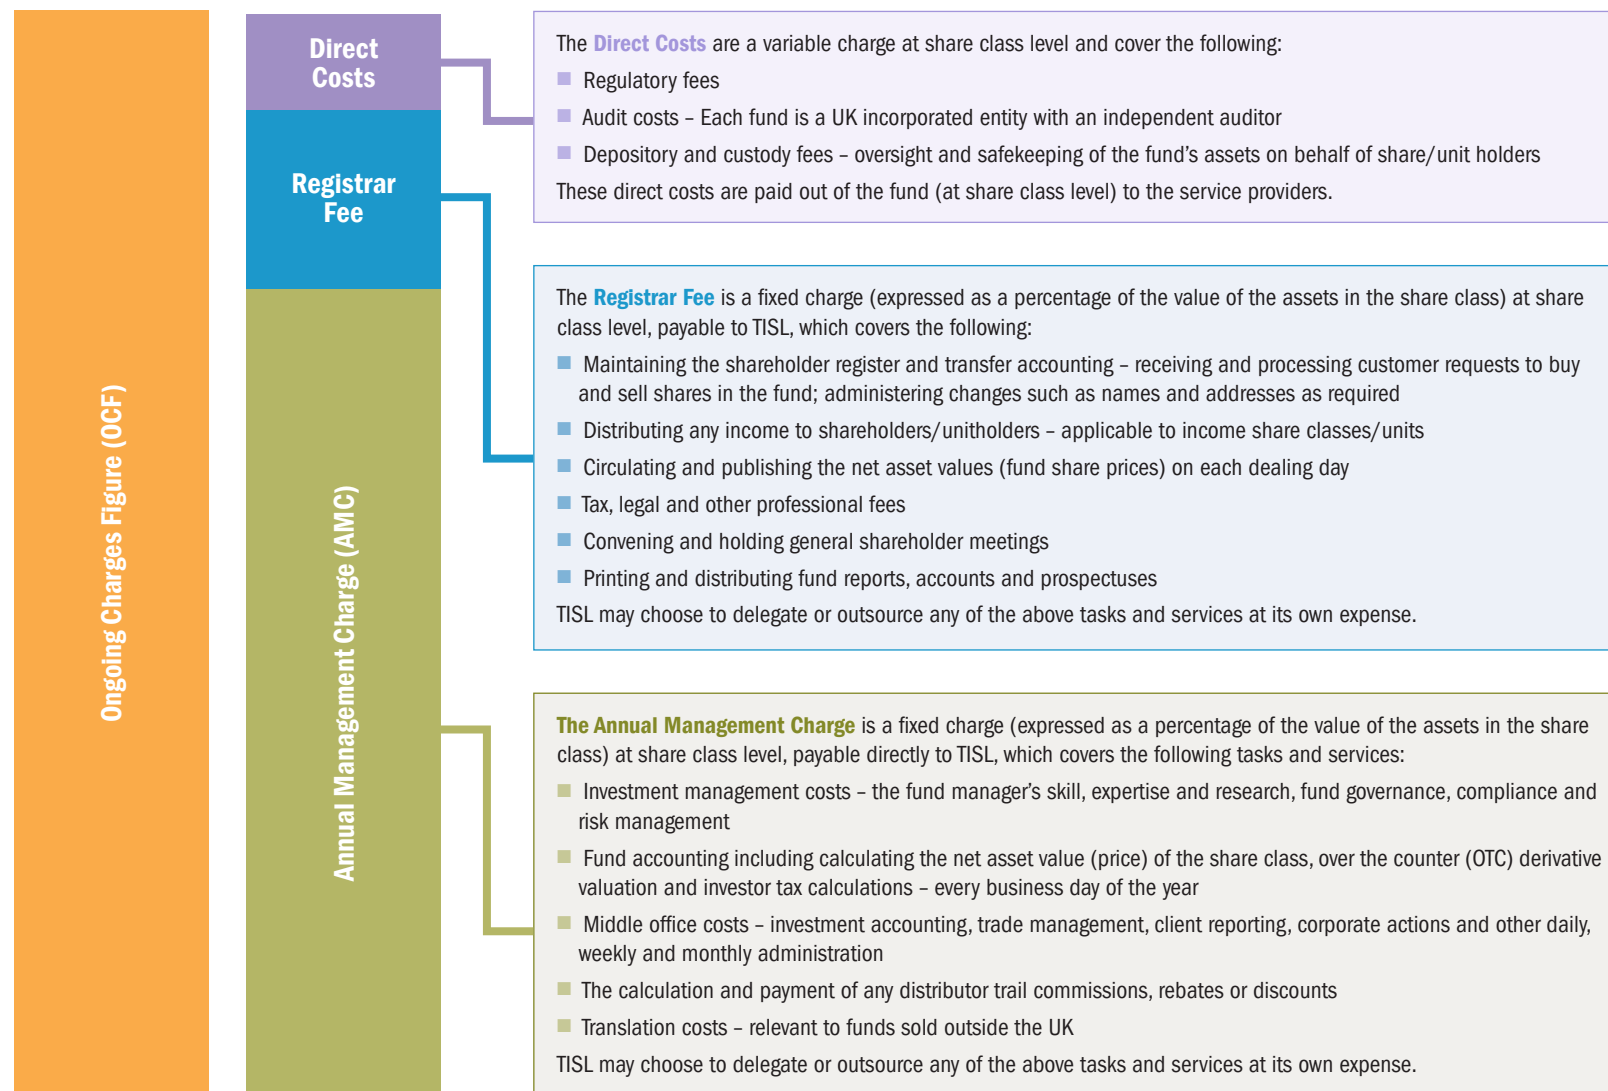 Ongoing Charges Figure (OCF)
Direct
Costs
Registrar
Fee
Annual Management Charge (AMC)
The Direct Costs are a variable charge at share class level and cover the following:
Regulatory fees
Audit costs – Each fund is a UK incorporated entity with an independent auditor
Depository and custody fees – oversight and safekeeping of the fund's assets on behalf of share/unit holders
These direct costs are paid out of the fund (at share class level) to the service providers.
The Registrar Fee is a fixed charge (expressed as a percentage of the value of the assets in the share class) at share
class level, payable to TISL, which covers the following:
Maintaining the shareholder register and transfer accounting – receiving and processing customer requests to buy
and sell shares in the fund; administering changes such as names and addresses as required
Distributing any income to shareholders/unitholders – applicable to income share classes/units
Circulating and publishing the net asset values (fund share prices) on each dealing day
Tax, legal and other professional fees
Convening and holding general shareholder meetings
Printing and distributing fund reports, accounts and prospectuses
TISL may choose to delegate or outsource any of the above tasks and services at its own expense.
The Annual Management Charge is a fixed charge (expressed as a percentage of the value of the assets in the share
class) at share class level, payable directly to TISL, which covers the following tasks and services:
Investment management costs – the fund manager's skill, expertise and research, fund governance, compliance and
risk management
Fund accounting including calculating the net asset value (price) of the share class, over the counter (OTC) derivative
valuation and investor tax calculations – every business day of the year
Middle office costs – investment accounting, trade management, client reporting, corporate actions and other daily,
weekly and monthly administration
The calculation and payment of any distributor trail commissions, rebates or discounts
Translation costs – relevant to funds sold outside the UK
TISL may choose to delegate or outsource any of the above tasks and services at its own expense.